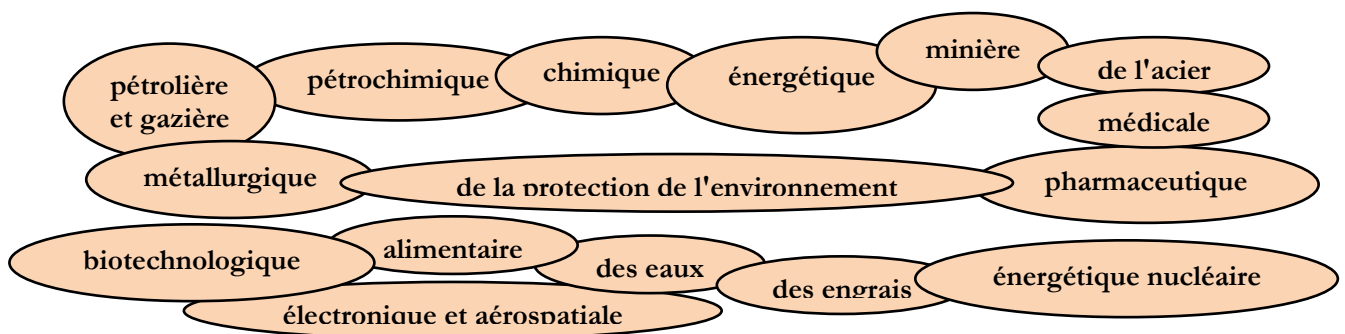 pétrolière
et gazière
pétrochimique
chimique
énergétique
minière
de l'acier
médicale
métallurgique
de la protection de l'environnement
pharmaceutique
biotechnologique
alimentaire
des eaux
des engrais
énergétique nucléaire
électronique et aérospatiale